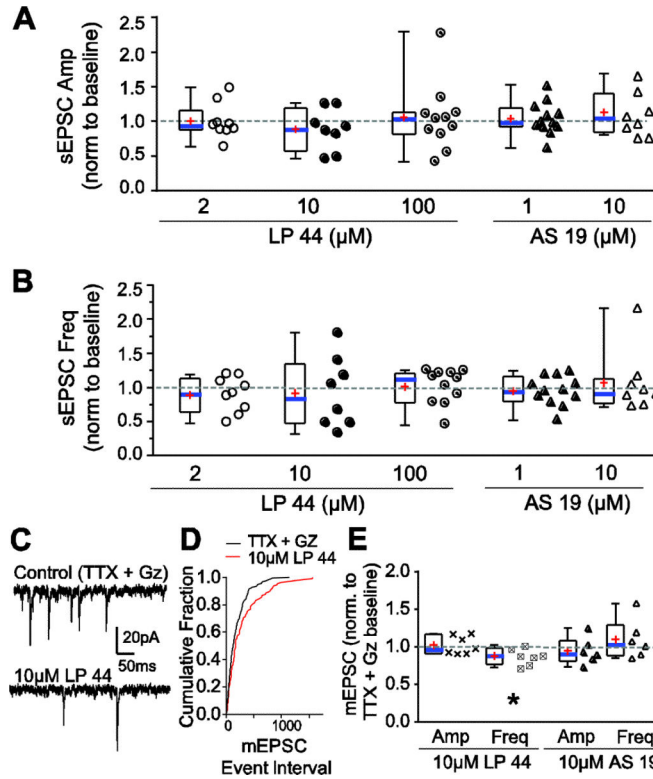 A
sEPSC Amp
(norm to baseline)
2.5
2.0
1.5
1.0
0.5
0.0
2 10 100 1 10
LP 44 (µM) AS 19 (µM)
B
sEPSC Freq
(norm to baseline)
2.5
2.0
1.5
1.0
0.5
0.0
2 10 100 1 10
LP 44 (µM) AS 19 (µM)
C
Control (TTX + Gz)
20pA
50ms
10µM LP 44
D
TTX + GZ
10µM LP 44
Cumulative Fraction
1.0
0.8
0.6
0.4
0.2
0.0
0 1000
mEPSC
Event Interval
E
mEPSC (norm. to
TTX + Gz baseline)
2.0
1.5
1.0
0.5
0.0
*
Amp Freq Amp Freq
10µM LP 44 10µM AS 19